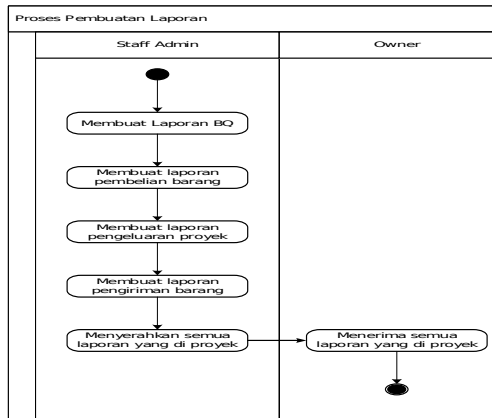 Proses Pembuatan Laporan
Staff Admin
Owner
Membuat Laporan BQ
Membuat laporan
pembelian barang
Membuat laporan
pengeluaran proyek
Membuat laporan
pengiriman barang
Menyerahkan semua
laporan yang di proyek
Menerima semua
laporan yang di proyek